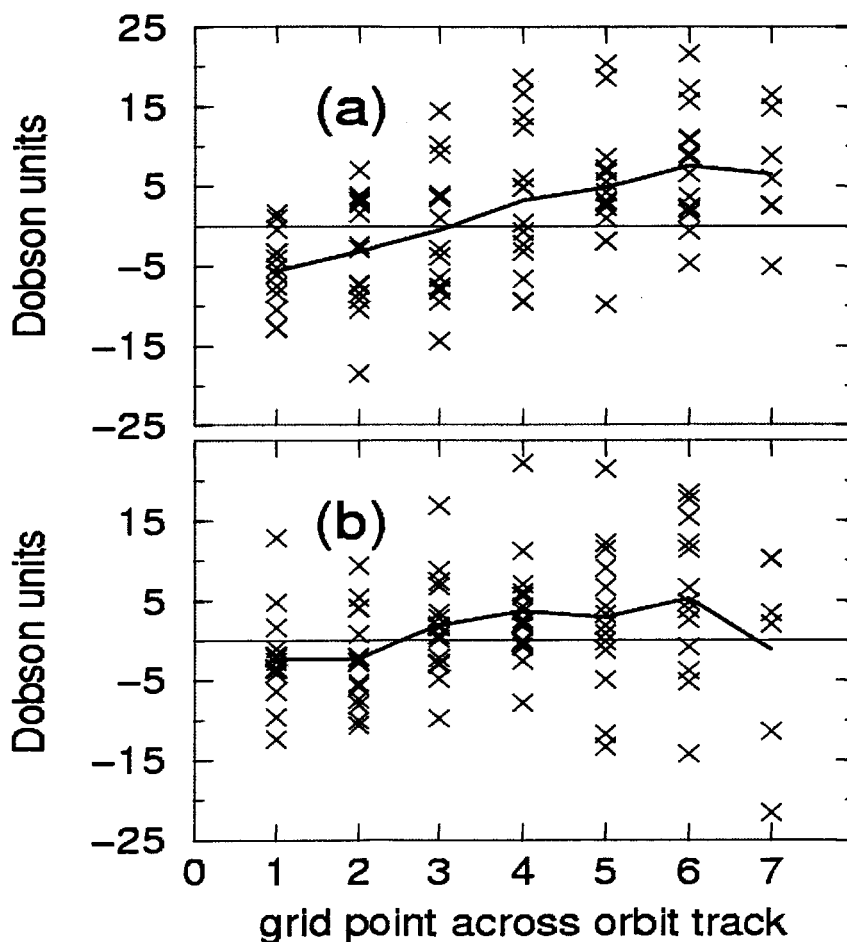 25
15
5
−5
−15
−25
Dobson units
(a)
15
5
−5
−15
−25
Dobson units
(b)
0 1 2 3 4 5 6 7
grid point across orbit track